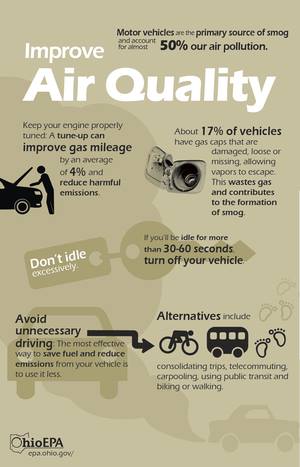 Motor vehicles are the primary source of smog
and account
for almost 50% our air pollution.
Improve
Air Quality
Keep your engine properly
tuned: A tune-up can
improve gas mileage
by an average
of 4% and
reduce harmful
emissions.
About 17% of vehicles
have gas caps that are
damaged, loose or
missing, allowing
vapors to escape.
This wastes gas
and contributes
to the formation
of smog.
If you'll be idle for more
than 30-60 seconds,
turn off your vehicle.
Don't idle
excessively.
Avoid
unnecessary
driving: The most effective
way to save fuel and reduce
emissions from your vehicle is
to use it less.
Alternatives include
consolidating trips, telecommuting,
carpooling, using public transit and
biking or walking.
OhioEPA
epa.ohio.gov/